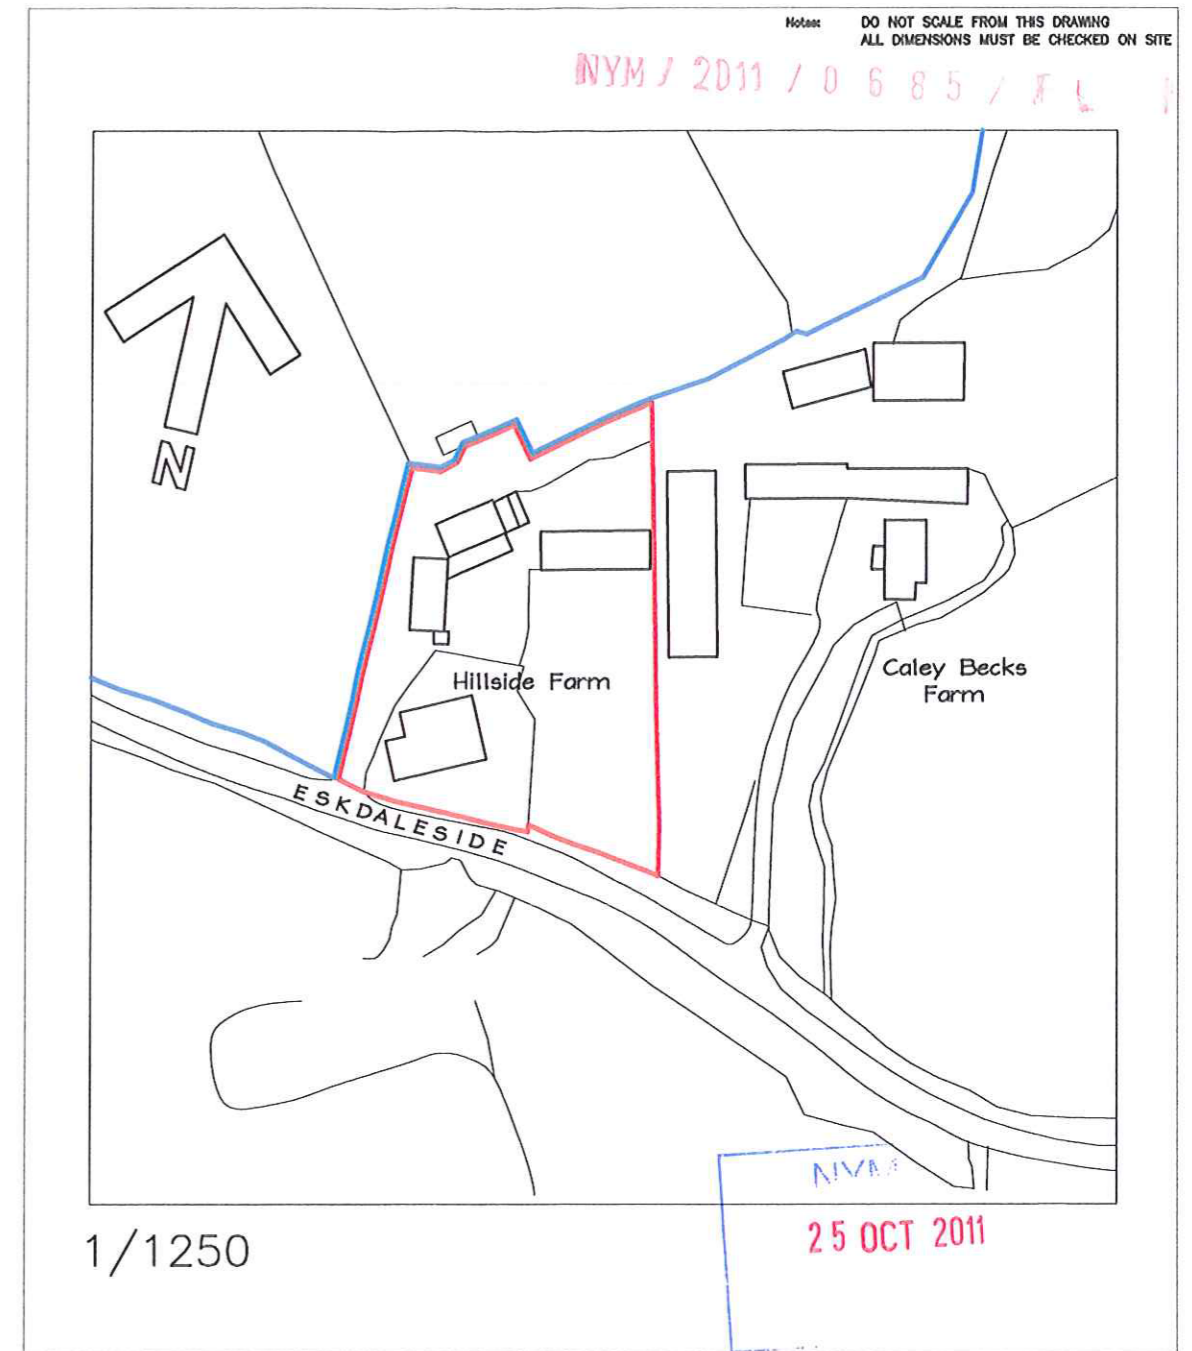 Notes: DO NOT SCALE FROM THIS DRAWING
ALL DIMENSIONS MUST BE CHECKED ON SITE
NYM / 2011 / 0 6 8 5 / F L
N
Hillside Farm
Caley Becks
Farm
ESKDALESIDE
1/1250
NYM
25 OCT 2011